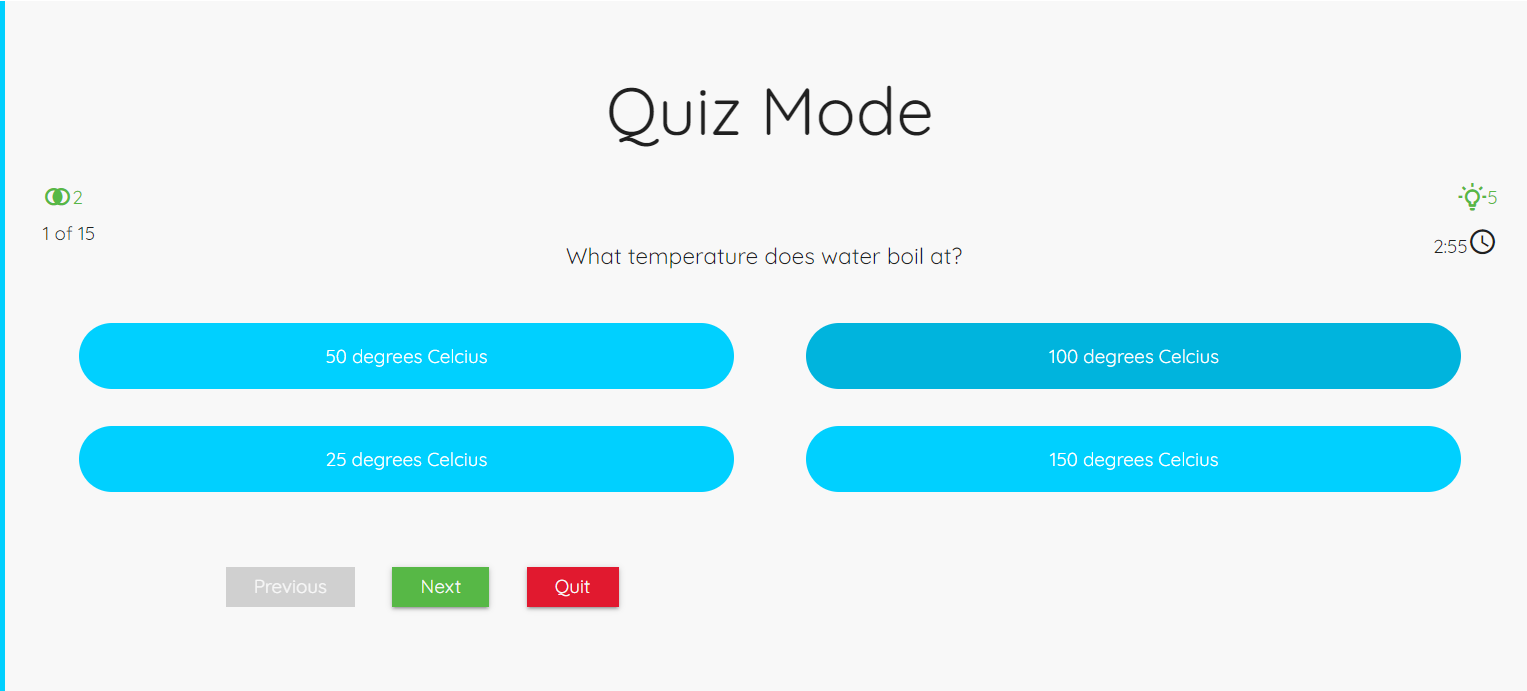 Quiz Mode
2
5
1 of 15
2:55
What temperature does water boil at?
50 degrees Celcius
100 degrees Celcius
25 degrees Celcius
150 degrees Celcius
Previous
Next
Quit